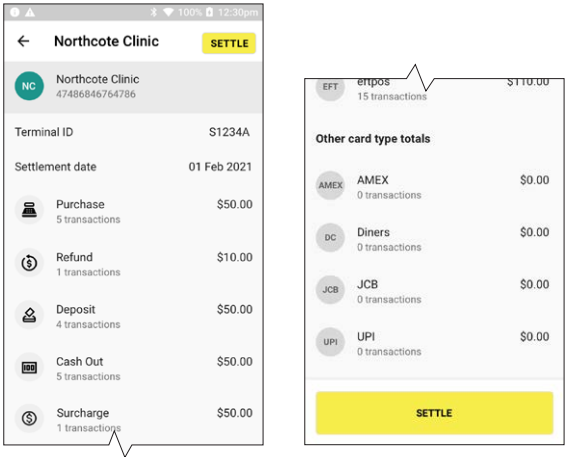 100% 12:30pm
Northcote Clinic SETTLE
NC Northcote Clinic
47486846764786
Terminal ID S1234A
Settlement date 01 Feb 2021
Purchase $50.00
5 transactions
Refund $10.00
1 transactions
Deposit $50.00
4 transactions
Cash Out $50.00
5 transactions
Surcharge $50.00
1 transactions
EFT eftpos $110.00
15 transactions
Other card type totals
AMEX AMEX $0.00
0 transactions
DC Diners $0.00
0 transactions
JCB JCB $0.00
0 transactions
UPI UPI $0.00
0 transactions
SETTLE